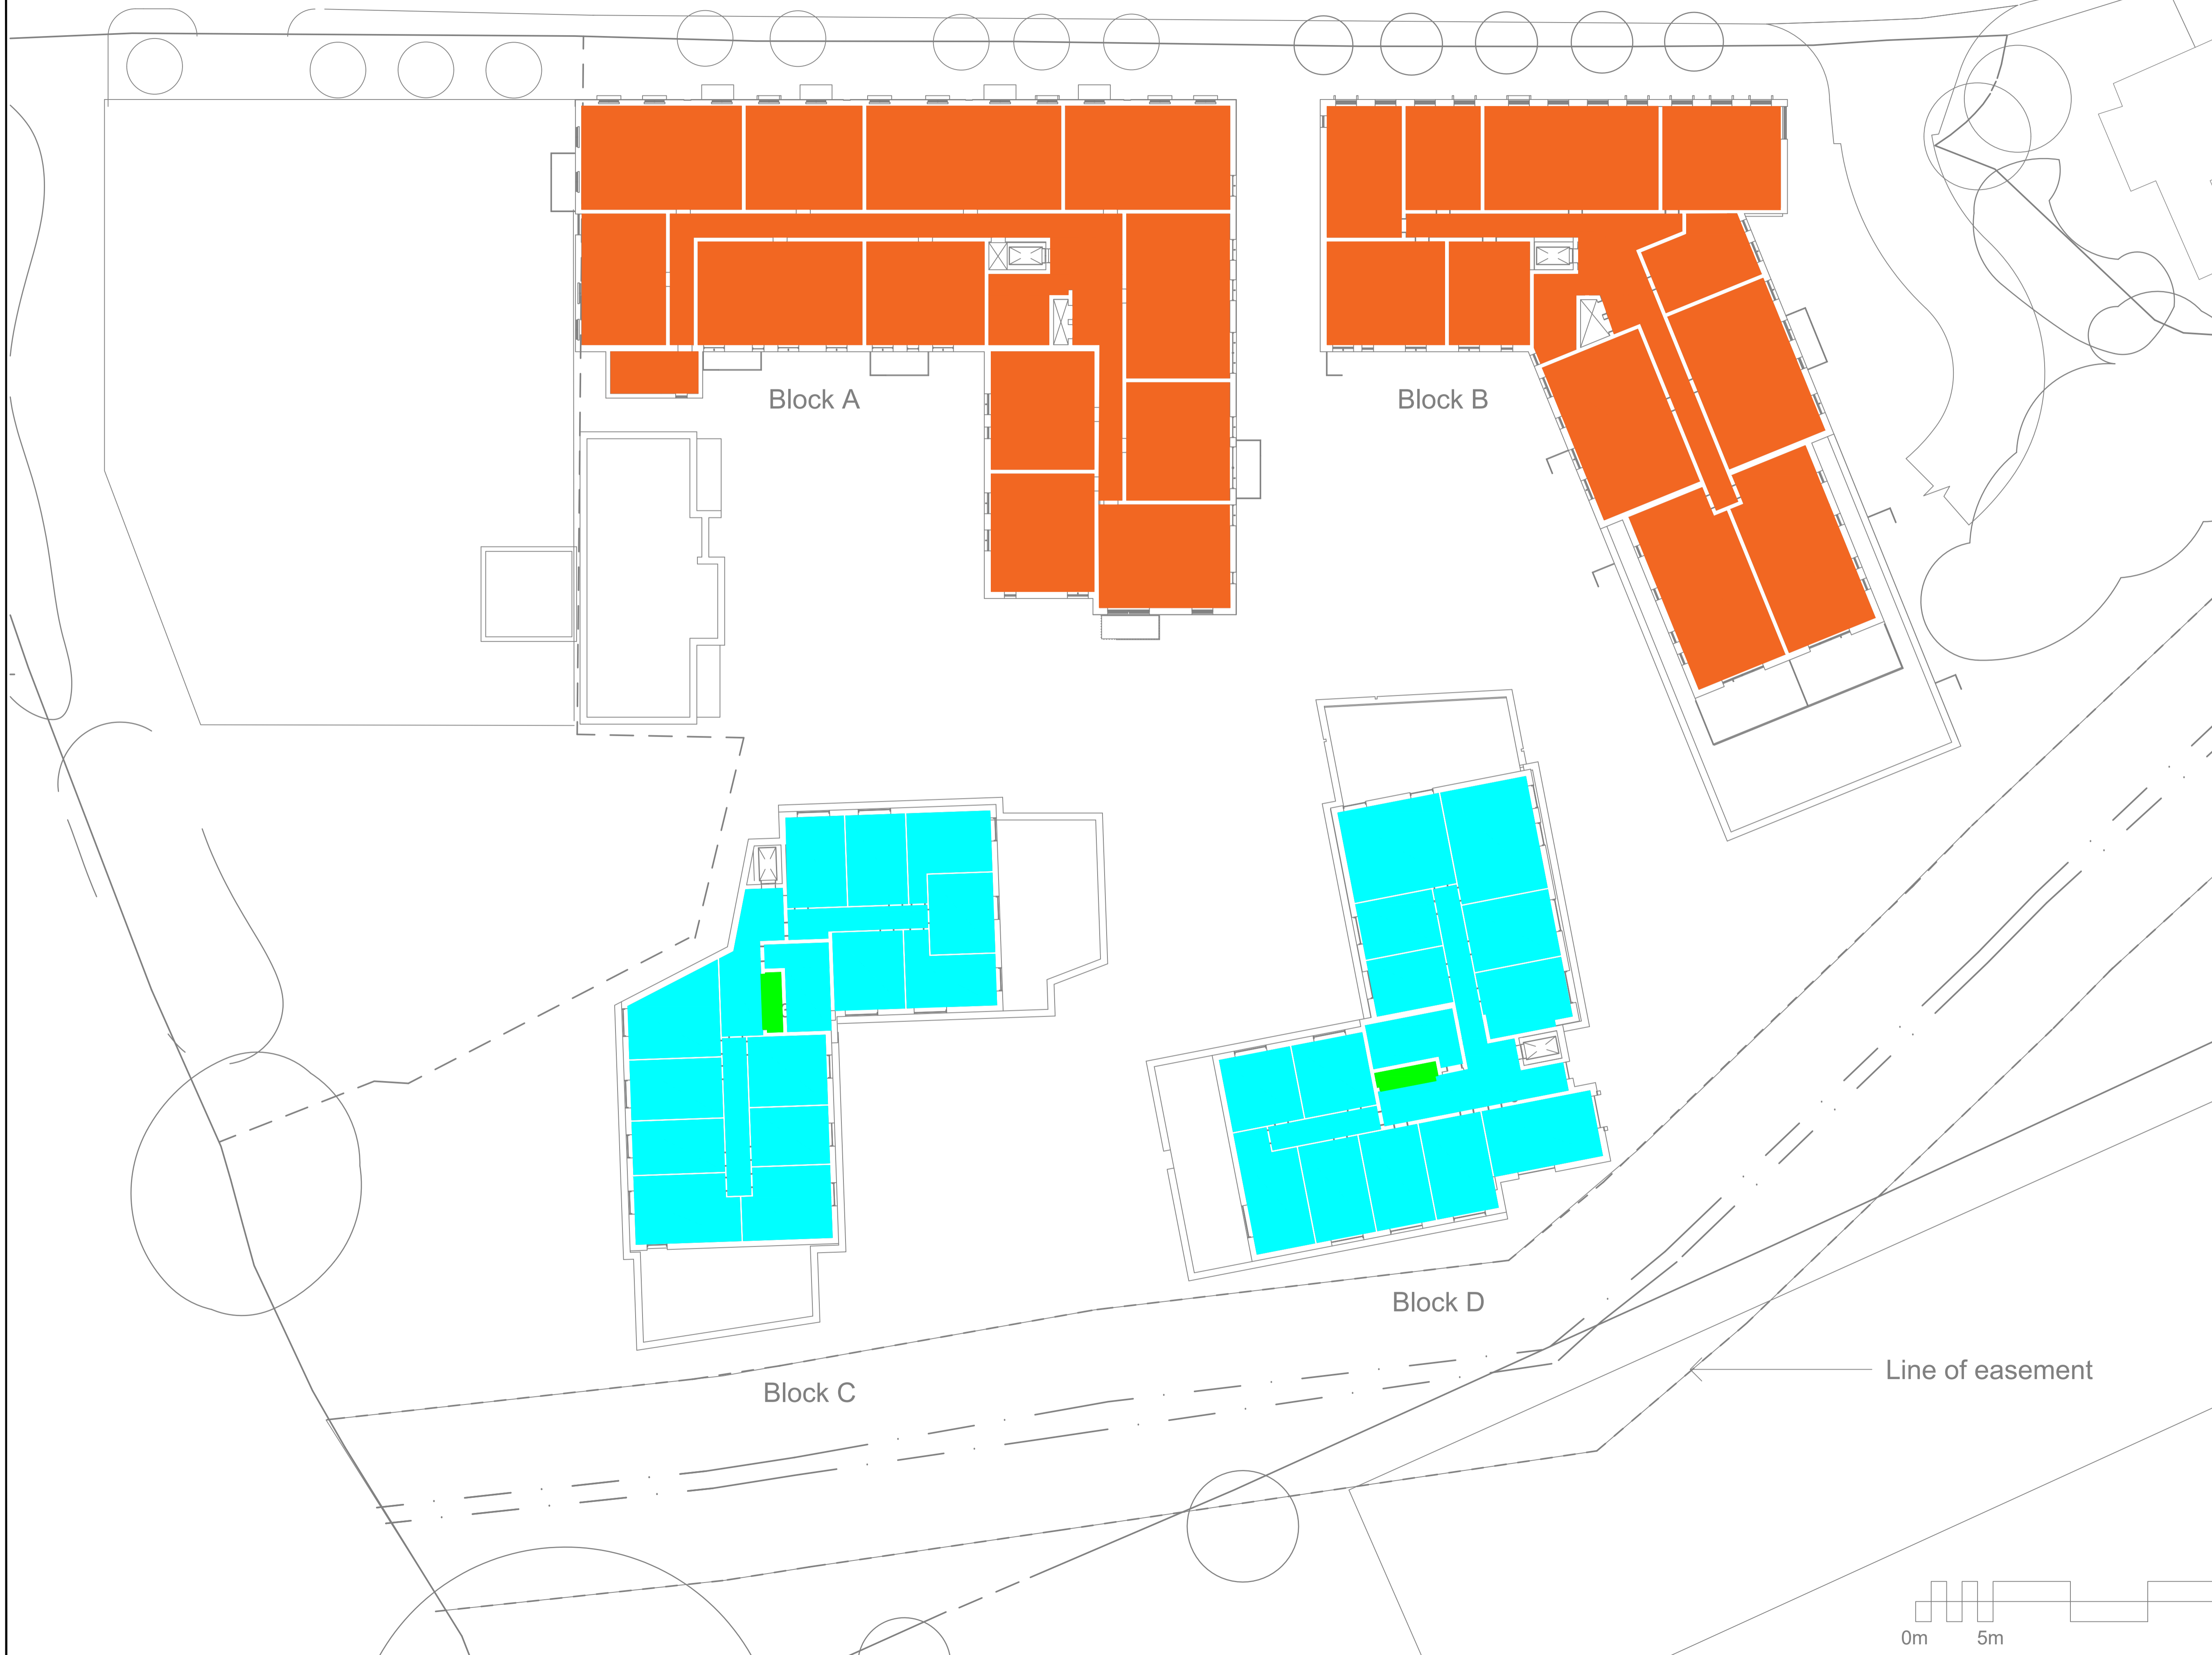 Block A
Block B
Block D
Line of easement
Block C
0m
5m